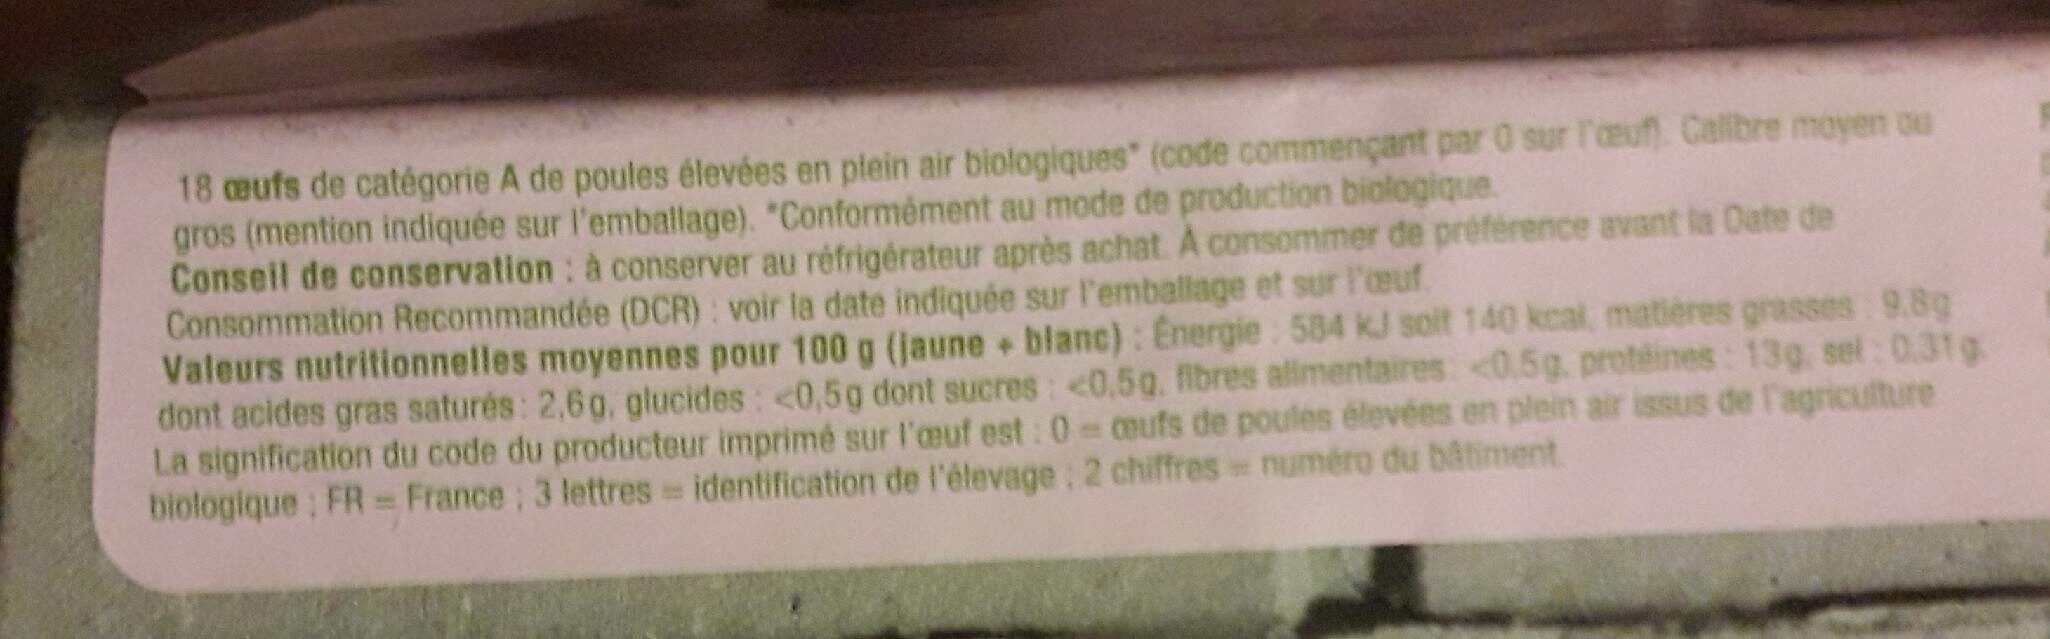 18 œufs de catégorie A de poules élevées en plein air biologiques* (code commençant par 0 sur l'œuf). Calibre moyen ou
gros (mention indiquée sur l'emballage). *Conformément au mode de production biologique.
Conseil de conservation : à conserver au réfrigérateur après achat. À consommer de préférence avant la Date de
Consommation Recommandée (DCR) : voir la date indiquée sur l'emballage et sur l'œuf.
Valeurs nutritionnelles moyennes pour 100 g (jaune + blanc) : Énergie : 584 kJ soit 140 kcal, matières grasses : 9,8g
dont acides gras saturés : 2,6g, glucides : <0,5g dont sucres : <0,5g, fibres alimentaires : <0,5g, protéines : 13g, sel : 0,31g.
La signification du code du producteur imprimé sur l'œuf est : 0 = œufs de poules élevées en plein air issus de l'agriculture
biologique ; FR = France ; 3 lettres = identification de l'élevage ; 2 chiffres = numéro du bâtiment.